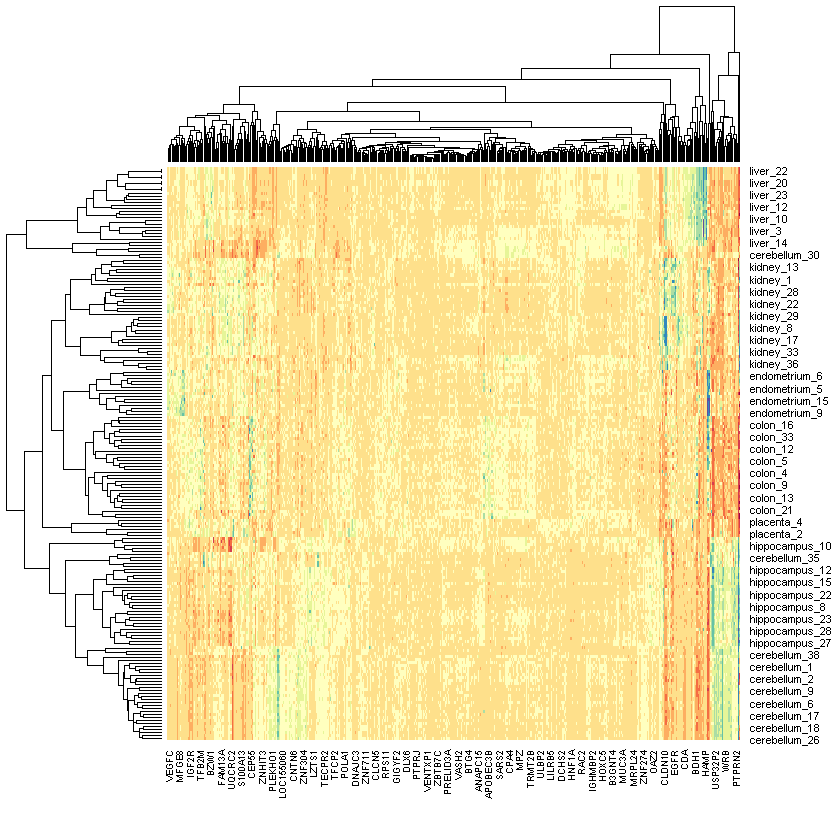 liver_22
liver_20
liver_23
liver_12
liver_10
liver_3
liver_14
cerebellum_30
kidney_13
kidney_1
kidney_28
kidney_22
kidney_29
kidney_8
kidney_17
kidney_33
kidney_36
endometrium_6
endometrium_5
endometrium_15
endometrium_9
colon_16
colon_33
colon_12
colon_5
colon_4
colon_9
colon_13
colon_21
placenta_4
placenta_2
hippocampus_10
cerebellum_35
hippocampus_12
hippocampus_15
hippocampus_22
hippocampus_8
hippocampus_23
hippocampus_28
hippocampus_27
cerebellum_38
cerebellum_1
cerebellum_2
cerebellum_9
cerebellum_6
cerebellum_17
cerebellum_18
cerebellum_26
VEGFC
MFGE8
IGF2R
TFB2M
BZW1
FAM13A
UQCRC2
S100A13
CEP55
ZNHIT3
PLEKHO1
LOC155060
CNTN6
ZNF304
LZTS1
TECPR2
TFCP2
POLA1
DNAJC3
ZNF711
CLCN5
RPS11
GIGYF2
DLX6
PTPRJ
VENTXP1
ZBTB7C
PRELID3A
VASH2
BTG4
ANAPC15
APOBEC3B
SARS2
CPA4
MPZ
TRMT2B
ULBP2
LILRB5
DCHS2
HNF1A
RAC2
IGHMBP2
HOXC5
B3GNT4
MUC3A
MRPL24
ZNF274
OAZ2
CLDN10
EGFR
CDA
BDH1
HAMP
USP32P2
WRB
PTPRN2